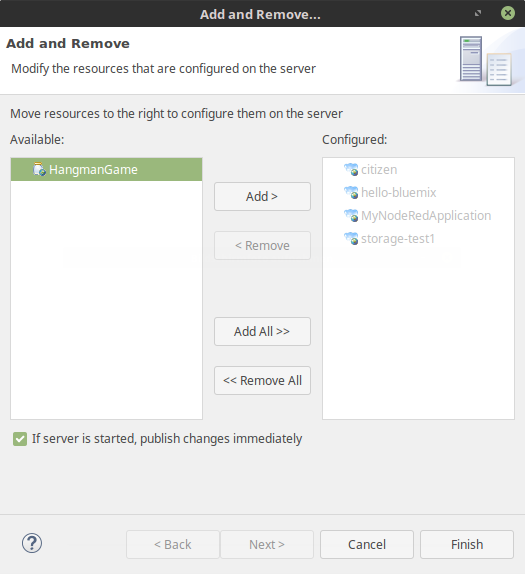 Add and Remove...
Add and Remove
Modify the resources that are configured on the server
Move resources to the right to configure them on the server
Available:
Configured:
HangmanGame
citizen
hello-bluemix
MyNodeRedApplication
storage-test1
Add >
< Remove
Add All >>
<< Remove All
If server is started, publish changes immediately
?
< Back
Next >
Cancel
Finish